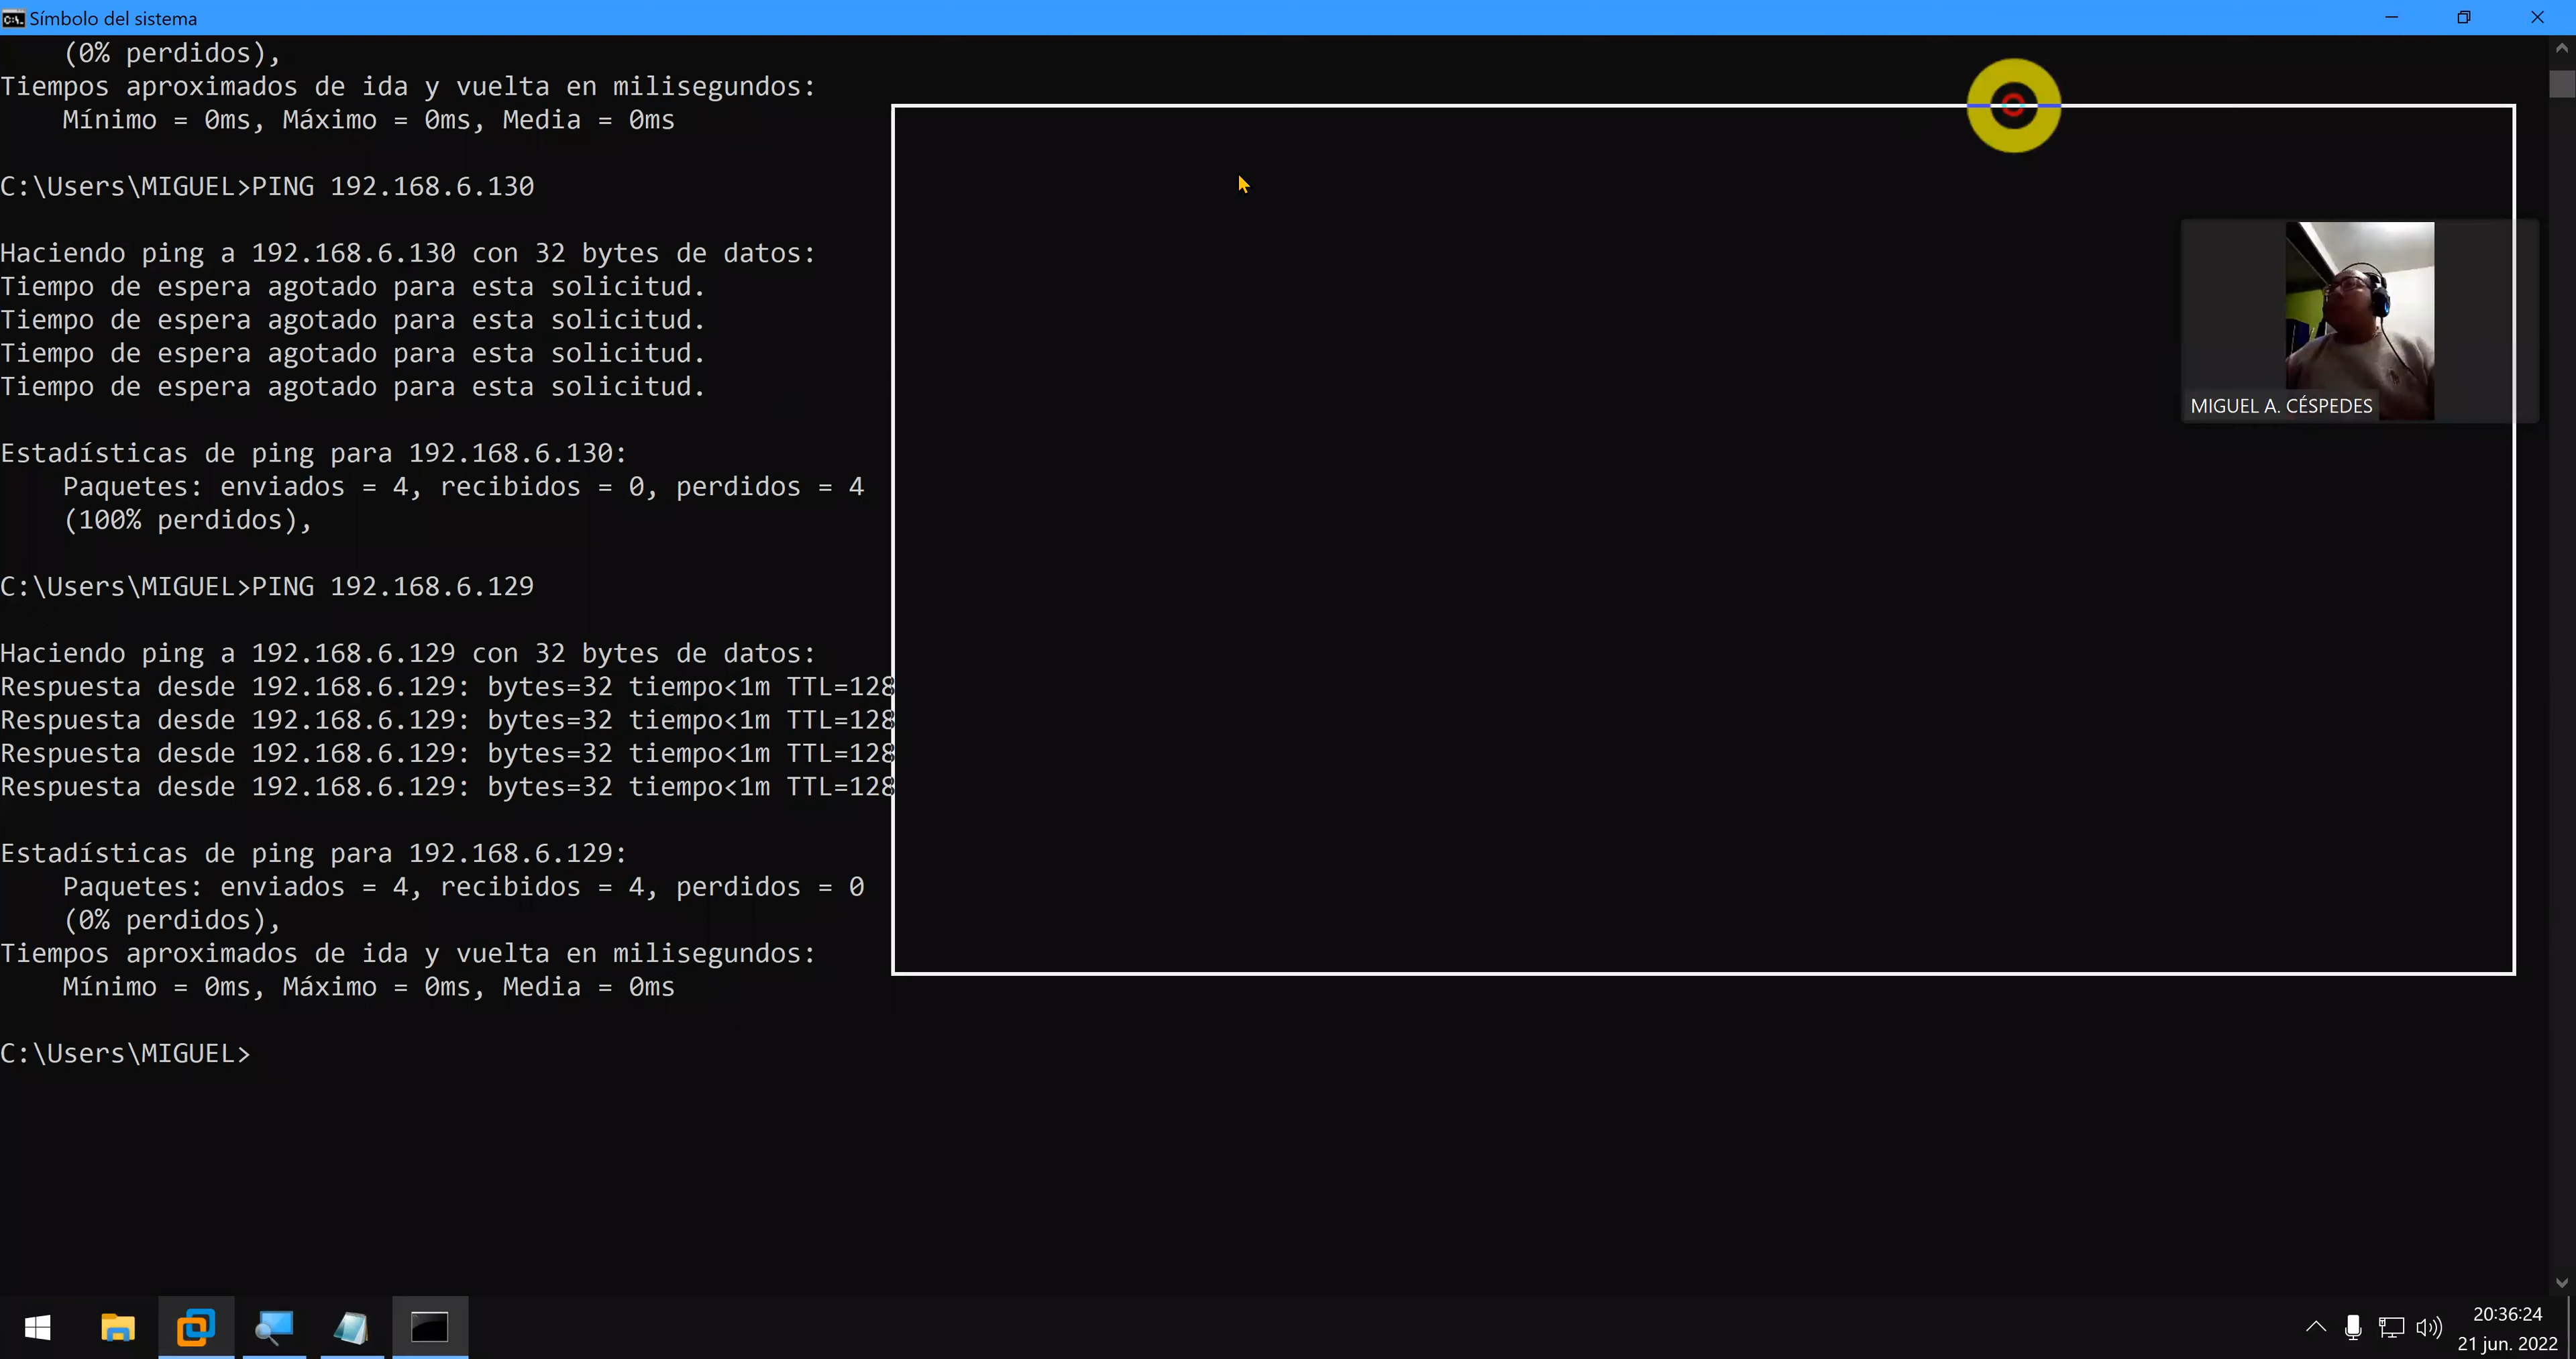 Símbolo del sistema
(0% perdidos),
Tiempos aproximados de ida y vuelta en milisegundos:
Mínimo = 0ms, Máximo = 0ms, Media = 0ms
C:\Users\MIGUEL>PING 192.168.6.130
Haciendo ping a 192.168.6.130 con 32 bytes de datos:
Tiempo de espera agotado para esta solicitud.
Tiempo de espera agotado para esta solicitud.
Tiempo de espera agotado para esta solicitud.
Tiempo de espera agotado para esta solicitud.
Estadísticas de ping para 192.168.6.130:
Paquetes: enviados = 4, recibidos = 0, perdidos = 4
(100% perdidos),
C:\Users\MIGUEL>PING 192.168.6.129
Haciendo ping a 192.168.6.129 con 32 bytes de datos:
Respuesta desde 192.168.6.129: bytes=32 tiempo<1m TTL=128
Respuesta desde 192.168.6.129: bytes=32 tiempo<1m TTL=128
Respuesta desde 192.168.6.129: bytes=32 tiempo<1m TTL=128
Respuesta desde 192.168.6.129: bytes=32 tiempo<1m TTL=128
Estadísticas de ping para 192.168.6.129:
Paquetes: enviados = 4, recibidos = 4, perdidos = 0
(0% perdidos),
Tiempos aproximados de ida y vuelta en milisegundos:
Mínimo = 0ms, Máximo = 0ms, Media = 0ms
C:\Users\MIGUEL>
MIGUEL A. CÉSPEDES
20:36:24
21 jun. 2022